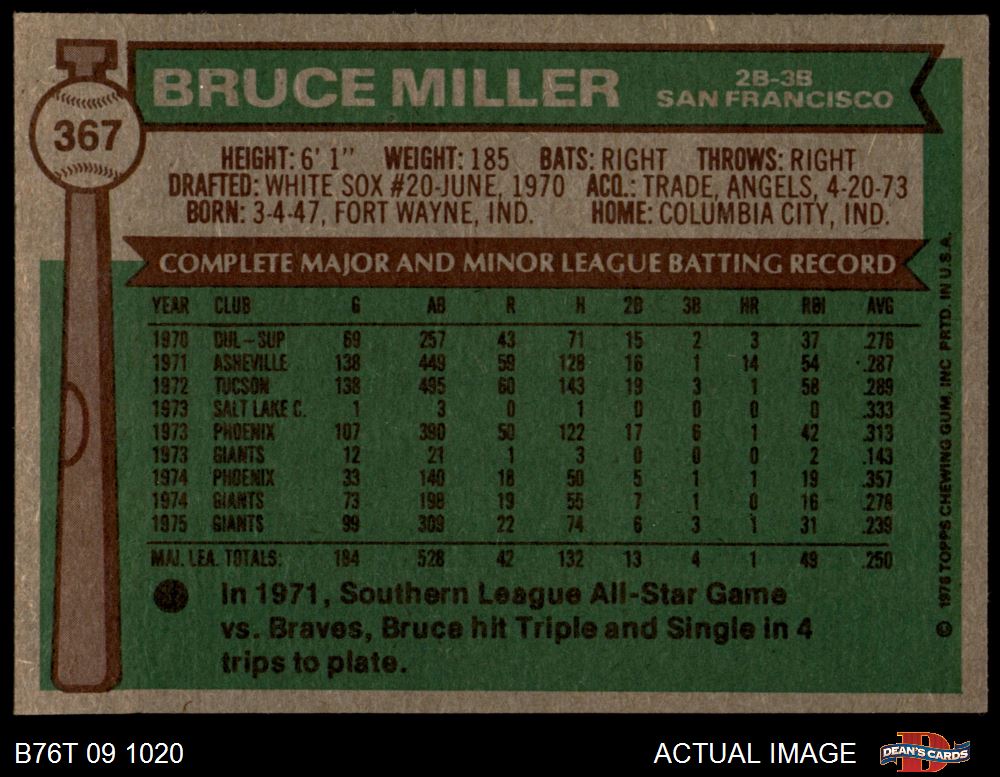 367
BRUCE MILLER
2B-3B
SAN FRANCISCO
HEIGHT: 6' 1" WEIGHT: 185 BATS: RIGHT THROWS: RIGHT
DRAFTED: WHITE SOX #20-JUNE, 1970 ACQ.: TRADE, ANGELS, 4-20-73
BORN: 3-4-47, FORT WAYNE, IND. HOME: COLUMBIA CITY, IND.
COMPLETE MAJOR AND MINOR LEAGUE BATTING RECORD
YEAR CLUB G AB R H 2B 3B HR RBI AVG
1970 DUL-SUP 69 257 43 71 15 2 3 37 .276
1971 ASHEVILLE 138 449 59 128 16 1 14 54 .287
1972 TUCSON 138 495 60 143 19 3 1 58 .289
1973 SALT LAKE C. 1 3 0 1 0 0 0 0 .333
1973 PHOENIX 107 390 50 122 17 6 1 42 .313
1973 GIANTS 12 21 1 3 0 0 0 2 .143
1974 PHOENIX 33 140 18 50 5 1 1 19 .357
1974 GIANTS 73 198 19 55 7 1 0 16 .278
1975 GIANTS 99 309 22 74 6 3 1 31 .239
MAJ. LEA. TOTALS: 184 528 42 132 13 4 1 49 .250
In 1971, Southern League All-Star Game
vs. Braves, Bruce hit Triple and Single in 4
trips to plate.
© 1976 TOPPS CHEWING GUM, INC PRTD. IN U.S.A.
B76T 09 1020
ACTUAL IMAGE
DEAN'S CARDS